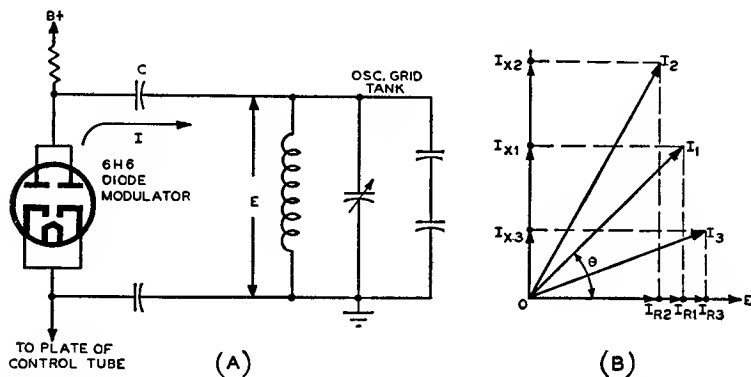 B+
C
OSC. GRID
TANK
I
6H6
DIODE
MODULATOR
E
TO PLATE OF
CONTROL TUBE
(A)
B
IX2
I2
IX1
I1
IX3
I3
θ
O
IR2
IR1
IR3
E
(B)